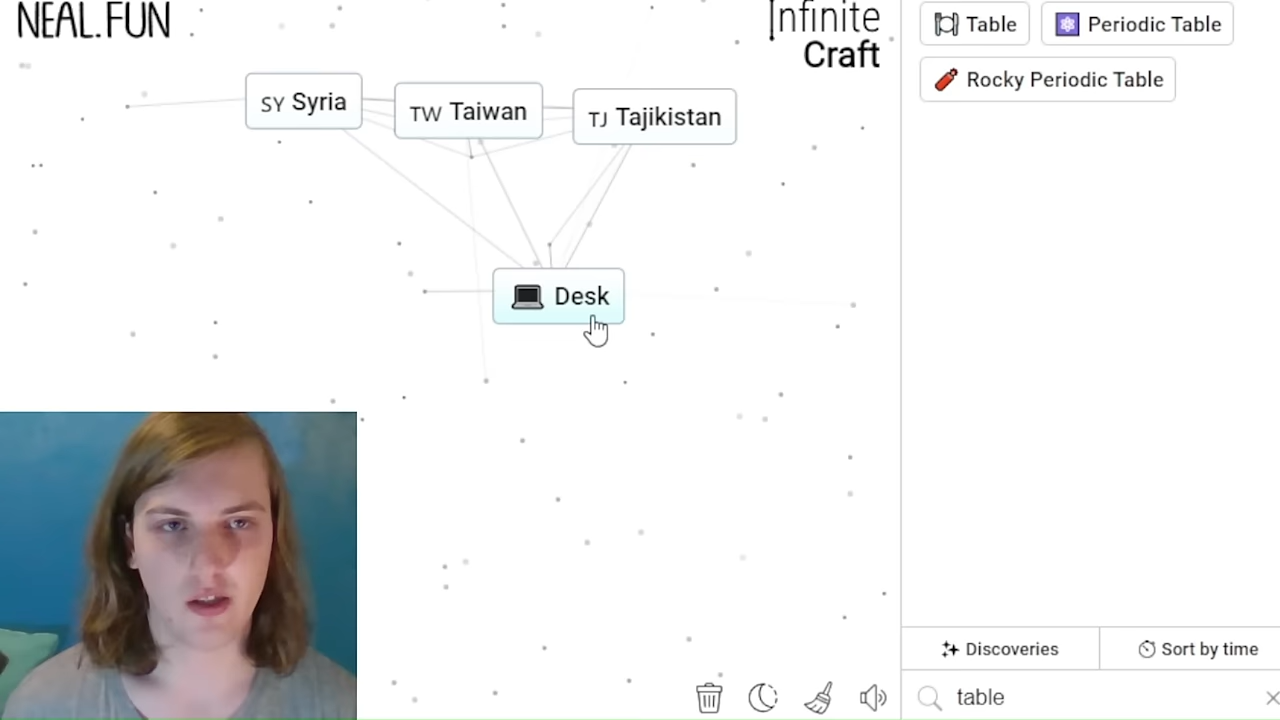 NEAL.FUN
Infinite
Craft
SY Syria
TW Taiwan
TJ Tajikistan
Desk
Table
Periodic Table
Rocky Periodic Table
Discoveries
Sort by time
table